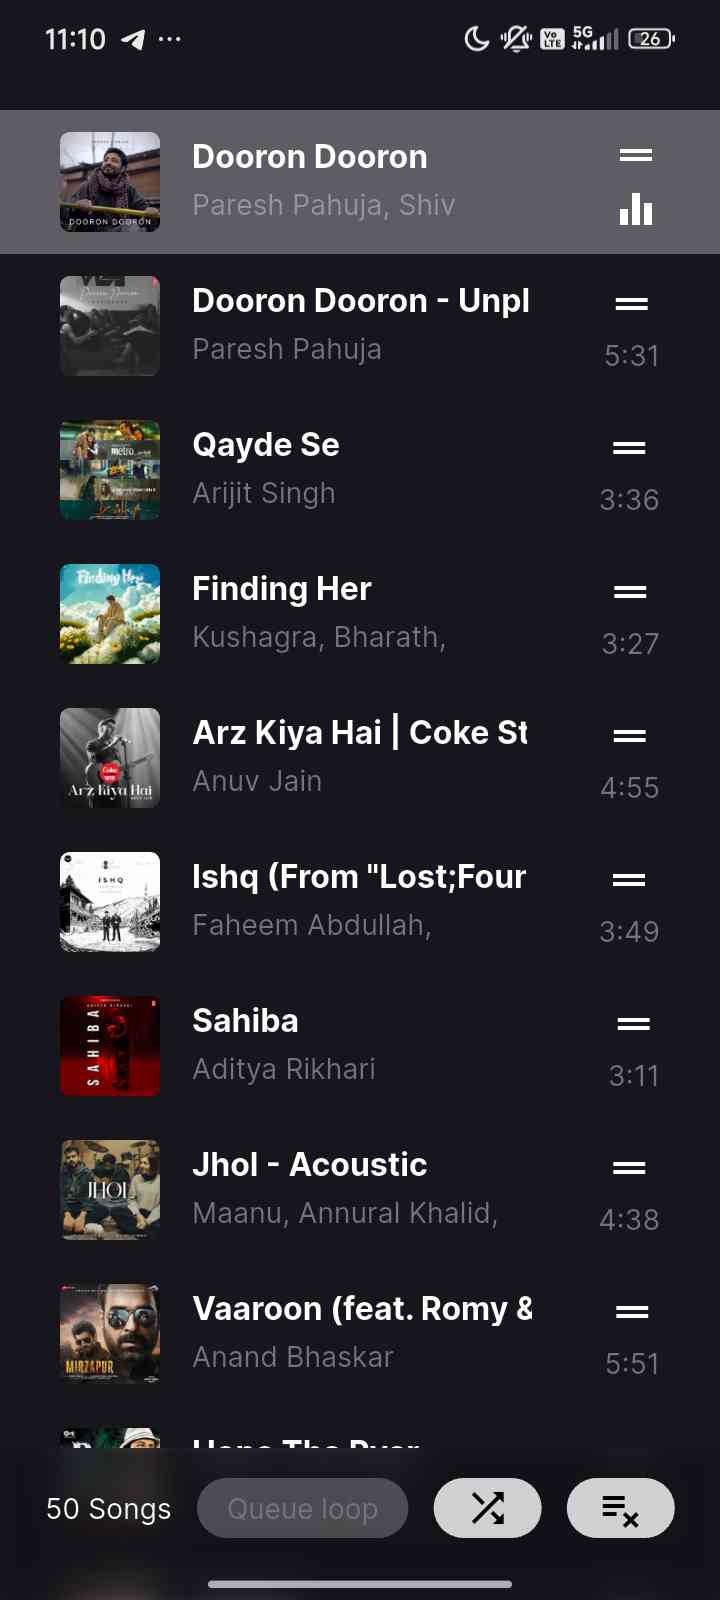 11:10
Vo
LTE
5G
26
DOORON DOORON
Dooron Dooron
Paresh Pahuja, Shiv
Dooron Dooron - Unpl
Paresh Pahuja
5:31
metro
Qayde Se
Arijit Singh
3:36
Finding Her
Finding Her
Kushagra, Bharath,
3:27
Coke
Arz Kiya Hai
Arz Kiya Hai | Coke St
Anuv Jain
4:55
ISHQ
Ishq (From "Lost;Four
Faheem Abdullah,
3:49
SAHIBA
Sahiba
Aditya Rikhari
3:11
JHOL
Jhol - Acoustic
Maanu, Annural Khalid,
4:38
MIRZAPUR
Vaaroon (feat. Romy &
Anand Bhaskar
5:51
50 Songs
Queue loop